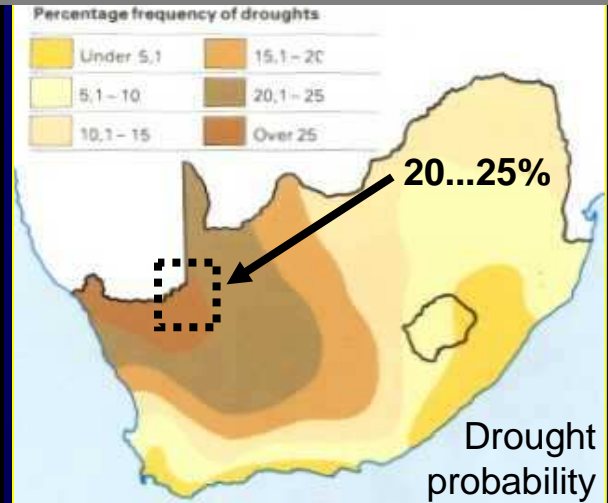 Percentage frequency of droughts
Under 5,1
15,1 – 2C
5,1 – 10
20,1 – 25
10,1 – 15
Over 25
20...25%
Drought
probability